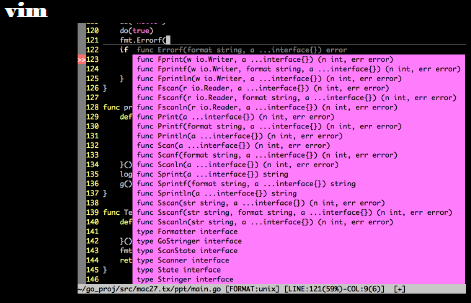 vim
120 do(true)
121 fmt.Errorf(
122 if func Errorf(format string, a ...interface{}) error
>>123 func Fprint(w io.Writer, a ...interface{}) (n int, err error)
124 func Fprintf(w io.Writer, format string, a ...interface{}) (n int, err error)
125 } func Fprintln(w io.Writer, a ...interface{}) (n int, err error)
126 } func Fscan(r io.Reader, a ...interface{}) (n int, err error)
127 func Fscanf(r io.Reader, format string, a ...interface{}) (n int, err error)
128 func pr func Fscanln(r io.Reader, a ...interface{}) (n int, err error)
129 def func Print(a ...interface{}) (n int, err error)
130 func Printf(format string, a ...interface{}) (n int, err error)
131 func Println(a ...interface{}) (n int, err error)
132 func Scan(a ...interface{}) (n int, err error)
133 func Scanf(format string, a ...interface{}) (n int, err error)
134 }() func Scanln(a ...interface{}) (n int, err error)
135 log func Sprint(a ...interface{}) string
136 g() func Sprintf(format string, a ...interface{}) string
137 } func Sprintln(a ...interface{}) string
138 func Sscan(str string, a ...interface{}) (n int, err error)
139 func Te func Sscanf(str string, format string, a ...interface{}) (n int, err error)
140 def func Sscanln(str string, a ...interface{}) (n int, err error)
141 type Formatter interface
142 }() type GoStringer interface
143 fmt type ScanState interface
144 ret type Scanner interface
145 } type State interface
146 type Stringer interface
~/go_proj/src/mac27.tx/ppt/main.go [FORMAT:unix] [LINE:121(59%)-COL:9(6)] [+]